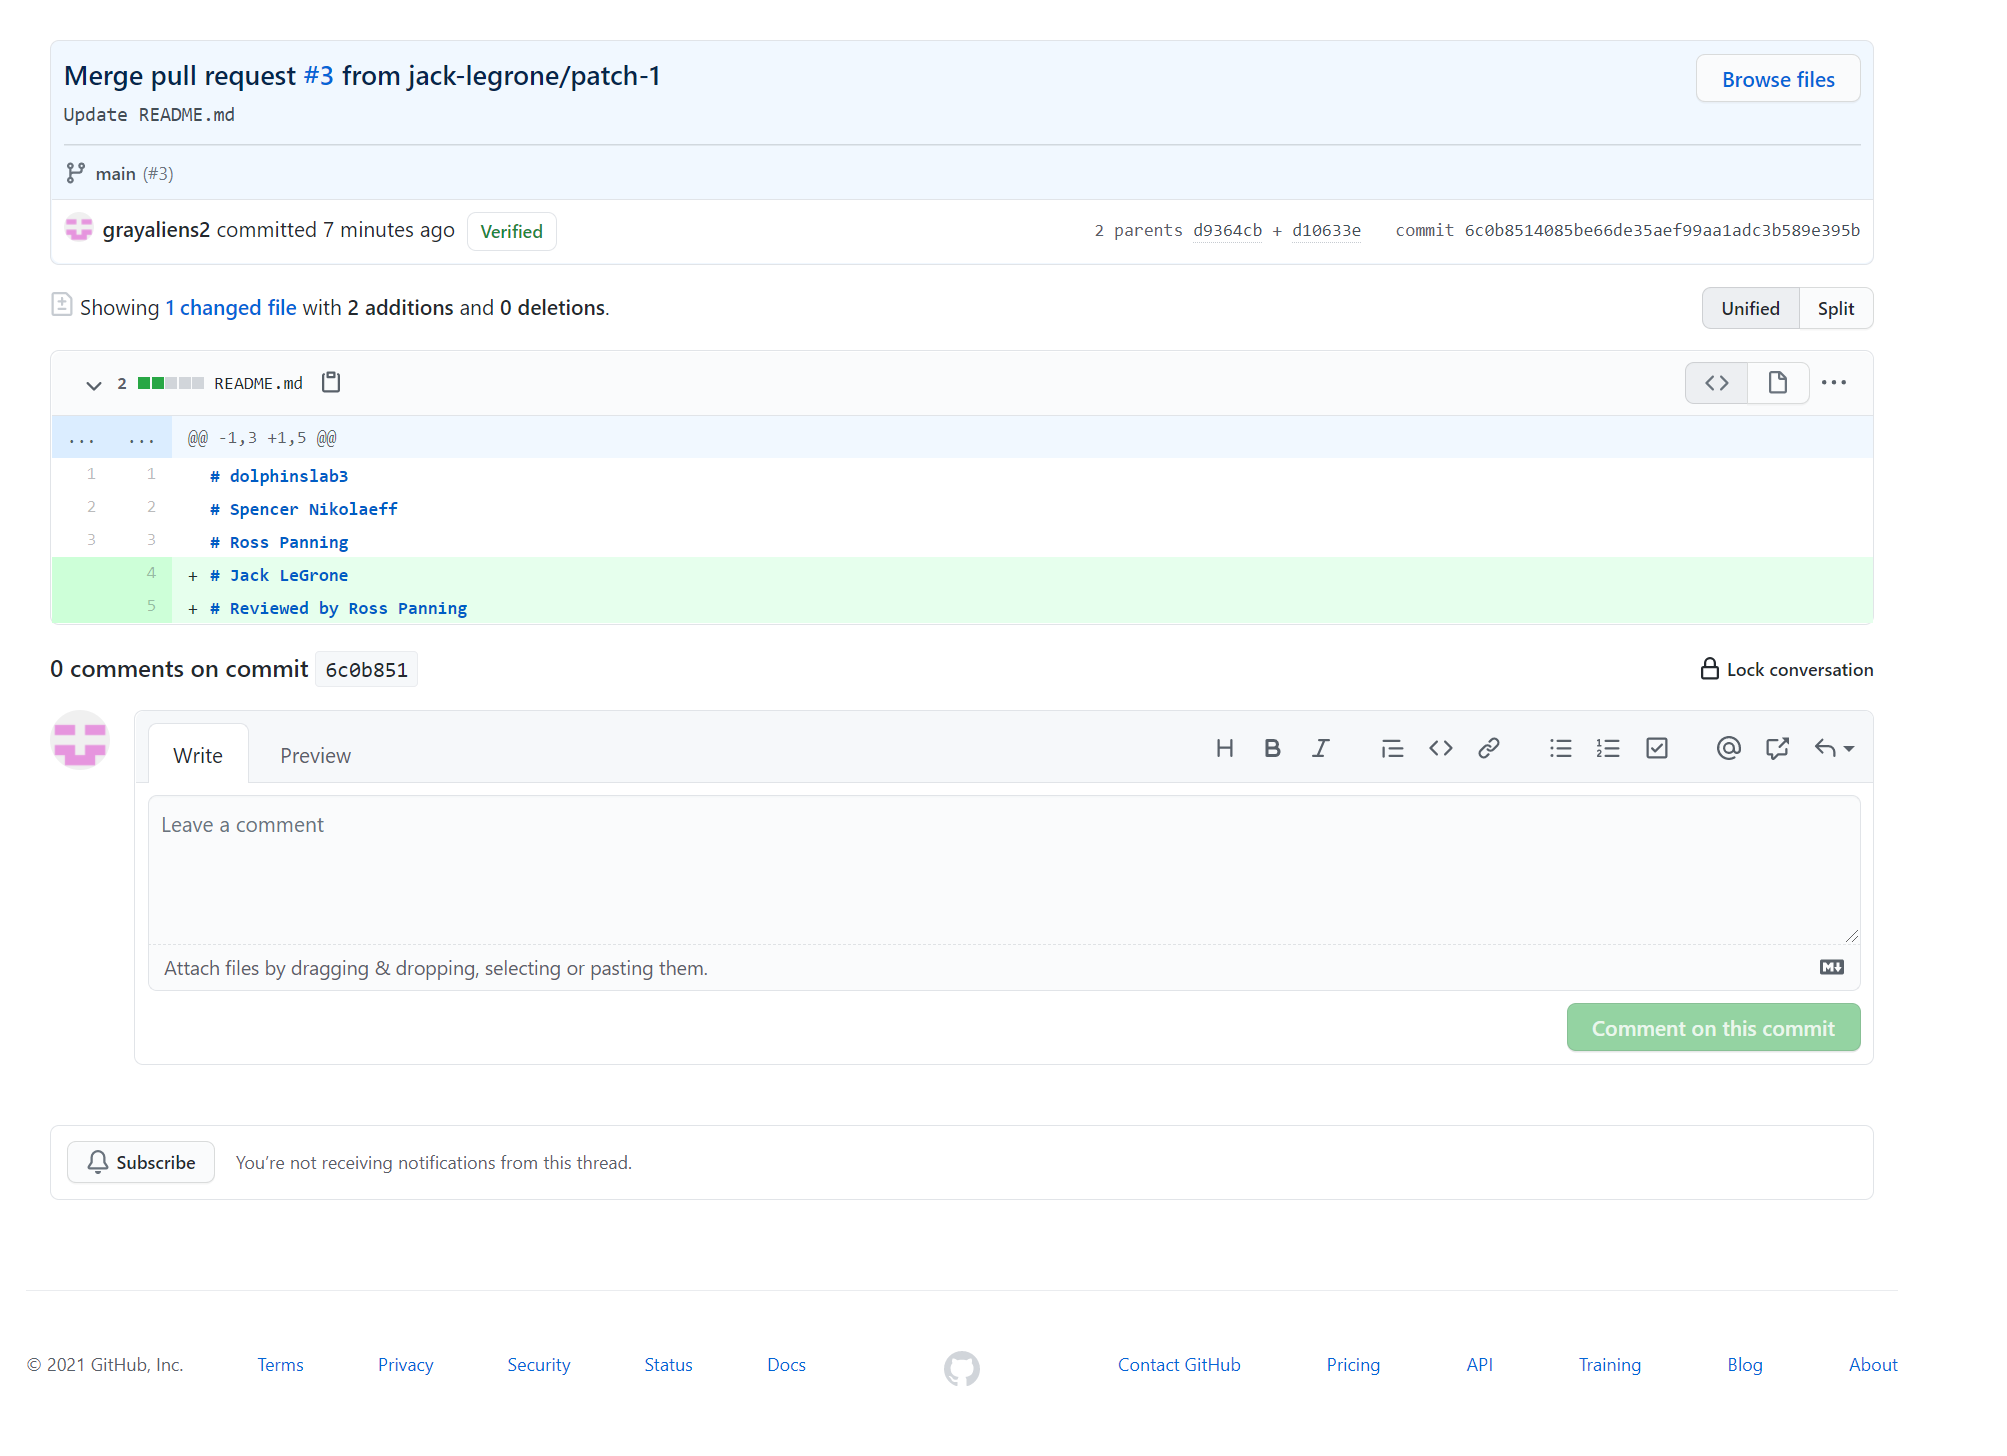 Merge pull request #3 from jack-legrone/patch-1
Browse files
Update README.md
main (#3)
grayaliens2 committed 7 minutes ago Verified
2 parents d9364cb + d10633e commit 6c0b8514085be66de35aef99aa1adc3b589e395b
Showing 1 changed file with 2 additions and 0 deletions.
Unified Split
2 README.md
... ... @@ -1,3 +1,5 @@
1 1 # dolphinslab3
2 2 # Spencer Nikolaeff
3 3 # Ross Panning
4 + # Jack LeGrone
5 + # Reviewed by Ross Panning
0 comments on commit 6c0b851
Lock conversation
Write Preview
Leave a comment
Attach files by dragging & dropping, selecting or pasting them.
Comment on this commit
Subscribe You’re not receiving notifications from this thread.
© 2021 GitHub, Inc. Terms Privacy Security Status Docs Contact GitHub Pricing API Training Blog About